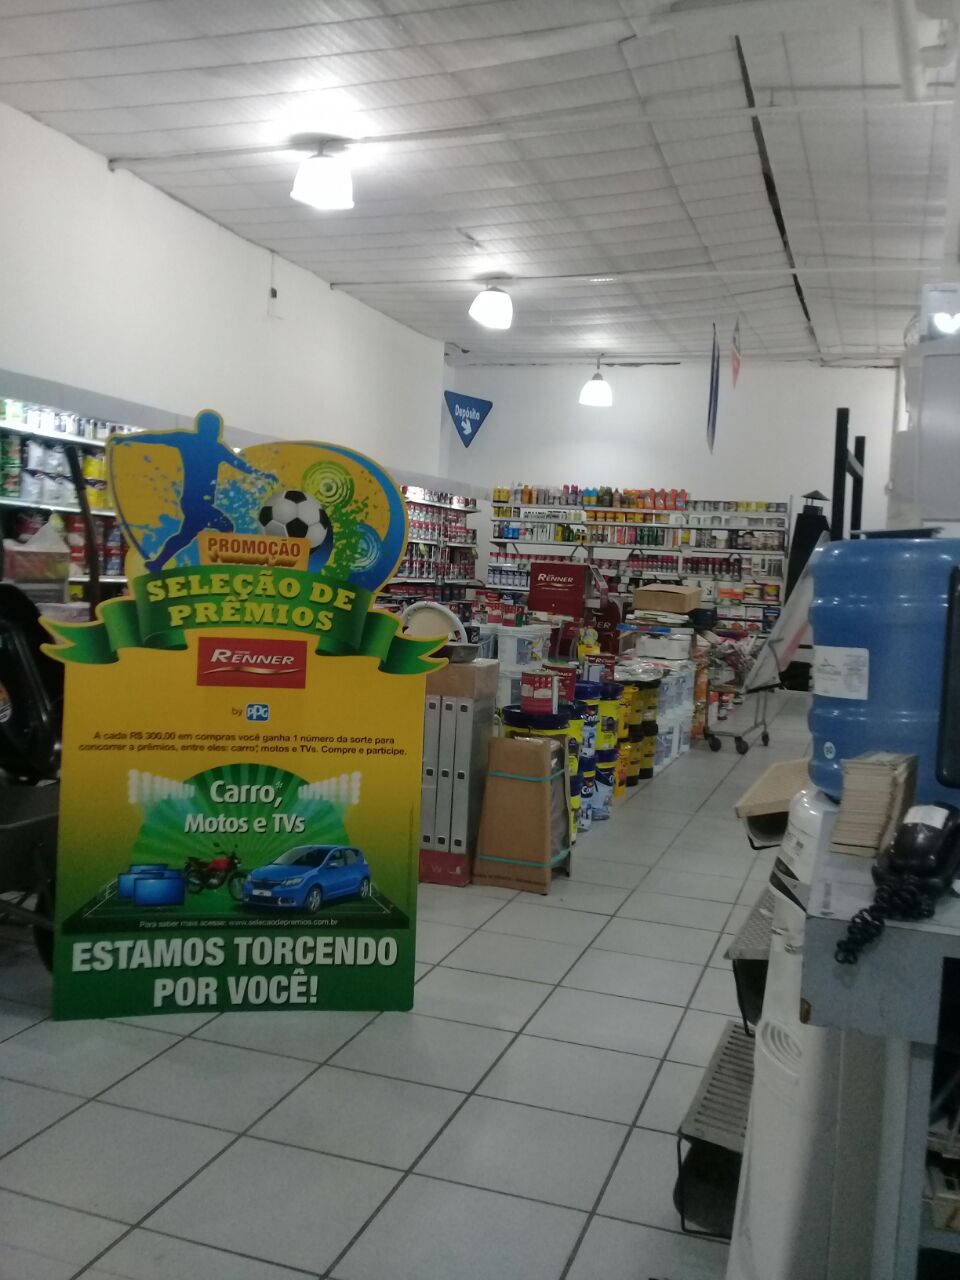 Depósito
PROMOÇÃO
SELEÇÃO DE
PRÊMIOS
RENNER
by PPG
A cada R$ 300,00 em compras você ganha 1 número da sorte para
concorrer a prêmios, entre eles: carro, motos e TVs. Compre e participe.
Carro,*
Motos e TVs
Para saber mais acesse: www.selecaodepremios.com.br
ESTAMOS TORCENDO
POR VOCÊ!
RENNER